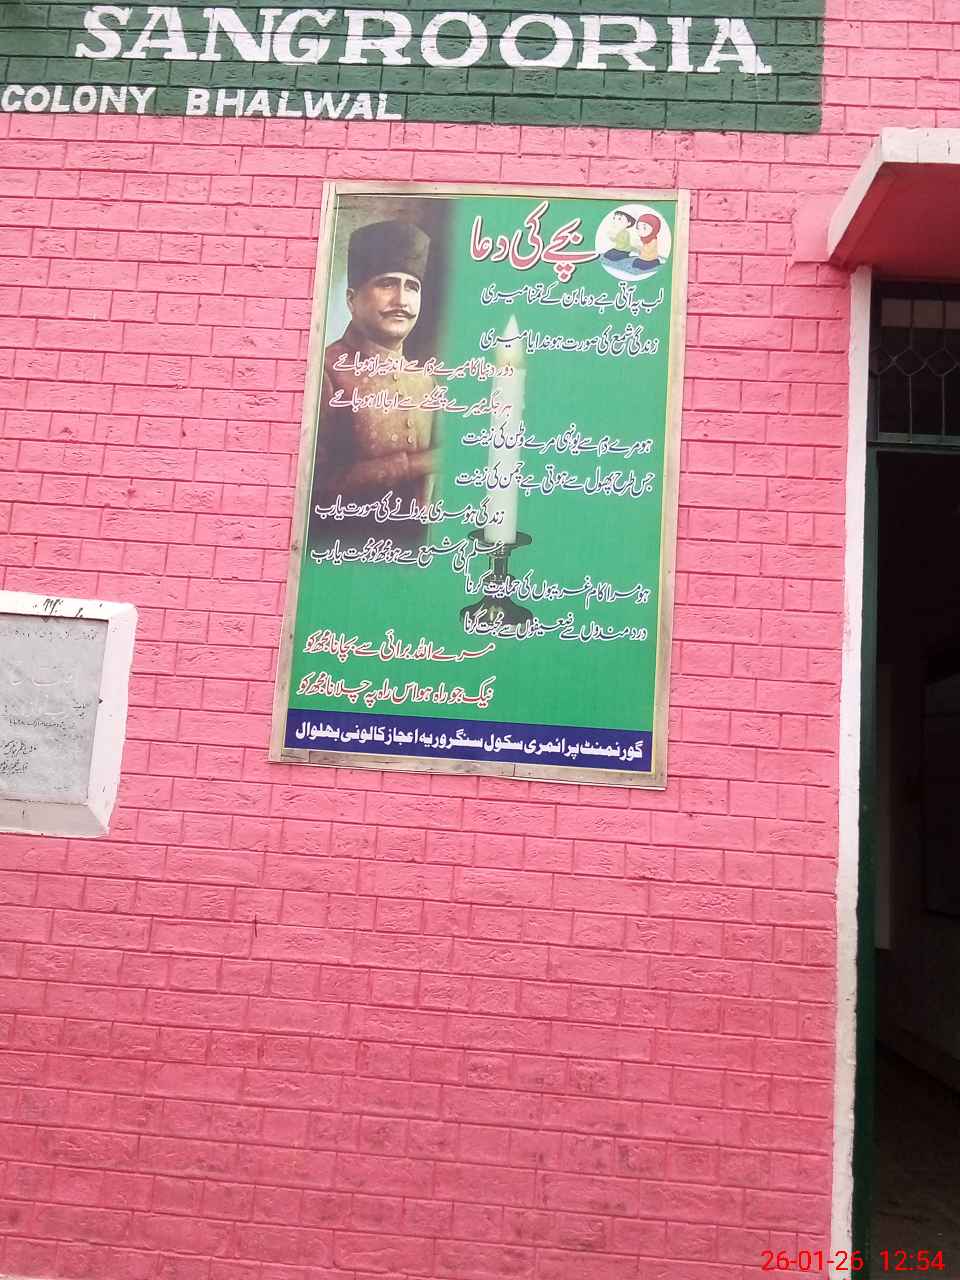 SANGROORIA
COLONY BHALWAL
بچے کی دعا
لب پہ آتی ہے دعا بن کے تمنا میری
زندگی شمع کی صورت ہو خدایا میری
دور دنیا کا میرے دم سے اندھیرا ہو جائے
ہر جگہ میرے چمکنے سے اجالا ہو جائے
ہو مرے دم سے یونہی مرے وطن کی زینت
جس طرح پھول سے ہوتی ہے چمن کی زینت
زندگی ہو مری پروانے کی صورت یارب
علم کی شمع سے ہو مجھ کو محبت یارب
ہو مرا کام غریبوں کی حمایت کرنا
درد مندوں سے ضعیفوں سے محبت کرنا
مرے اللہ برائی سے بچانا مجھ کو
نیک جو راہ ہو اس راہ پہ چلانا مجھ کو
گورنمنٹ پرائمری سکول سنگروریہ اعجاز کالونی بھلوال
26-01-26 12:54